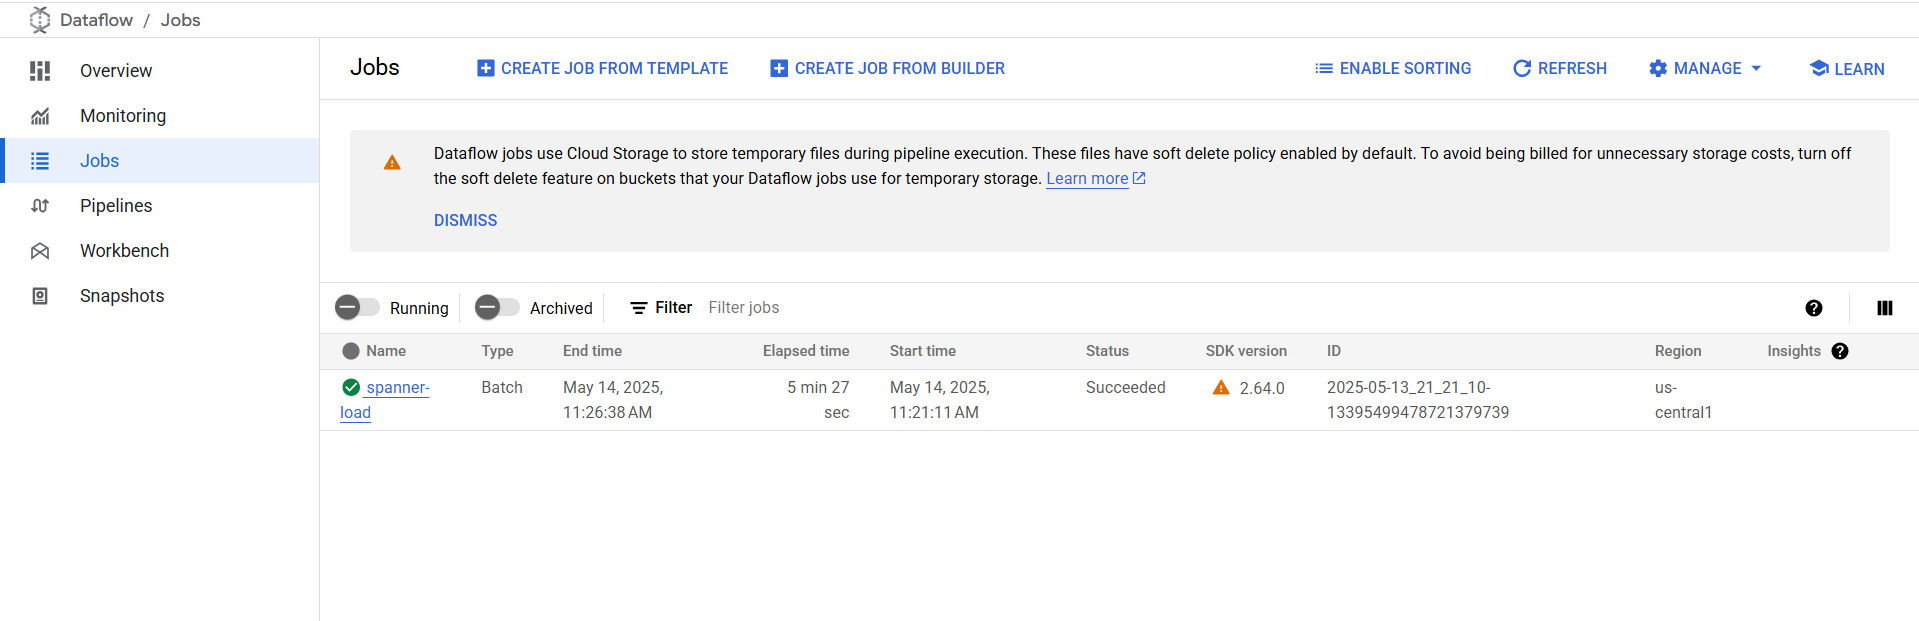 Dataflow / Jobs
Overview
Monitoring
Jobs
Pipelines
Workbench
Snapshots
Jobs
CREATE JOB FROM TEMPLATE
CREATE JOB FROM BUILDER
ENABLE SORTING
REFRESH
MANAGE
LEARN
Dataflow jobs use Cloud Storage to store temporary files during pipeline execution. These files have soft delete policy enabled by default. To avoid being billed for unnecessary storage costs, turn off
the soft delete feature on buckets that your Dataflow jobs use for temporary storage. Learn more
DISMISS
Running
Archived
Filter Filter jobs
Name Type End time Elapsed time Start time Status SDK version ID Region Insights
spanner- Batch May 14, 2025, 5 min 27 May 14, 2025, Succeeded 2.64.0 2025-05-13_21_21_10- us-
load 11:26:38 AM sec 11:21:11 AM 13395499478721379739 central1